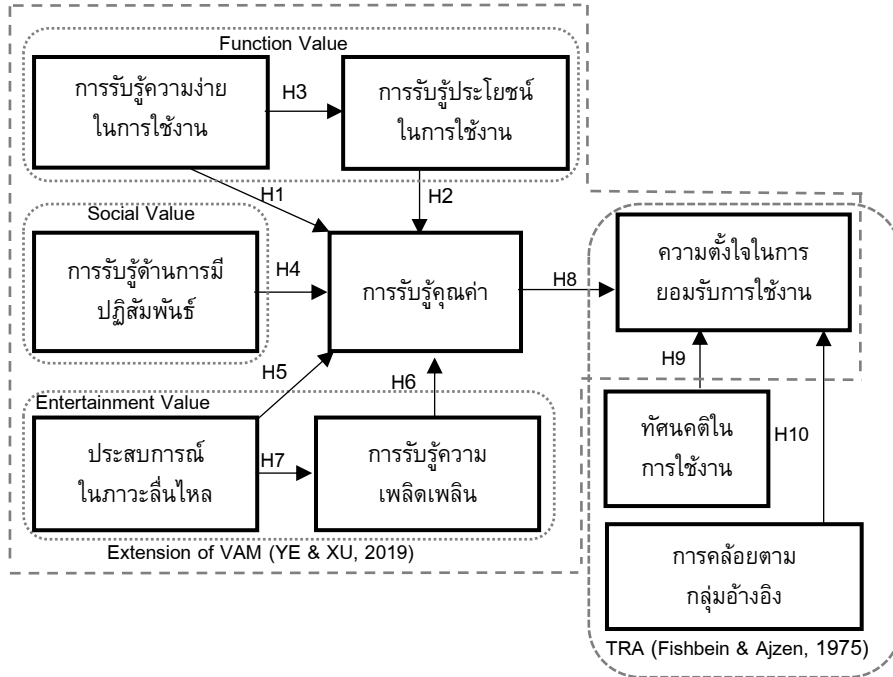 Function Value
การรับรู้ความง่าย
ในการใช้งาน
H3
การรับรู้ประโยชน์
ในการใช้งาน
H1
H2
Social Value
การรับรู้ด้านการมี
ปฏิสัมพันธ์
H4
การรับรู้คุณค่า
H8
ความตั้งใจในการ
ยอมรับการใช้งาน
H5
H6
H9
Entertainment Value
ประสบการณ์
ในภาวะลื่นไหล
H7
การรับรู้ความ
เพลิดเพลิน
ทัศนคติใน
การใช้งาน
H10
Extension of VAM (YE & XU, 2019)
การคล้อยตาม
กลุ่มอ้างอิง
TRA (Fishbein & Ajzen, 1975)